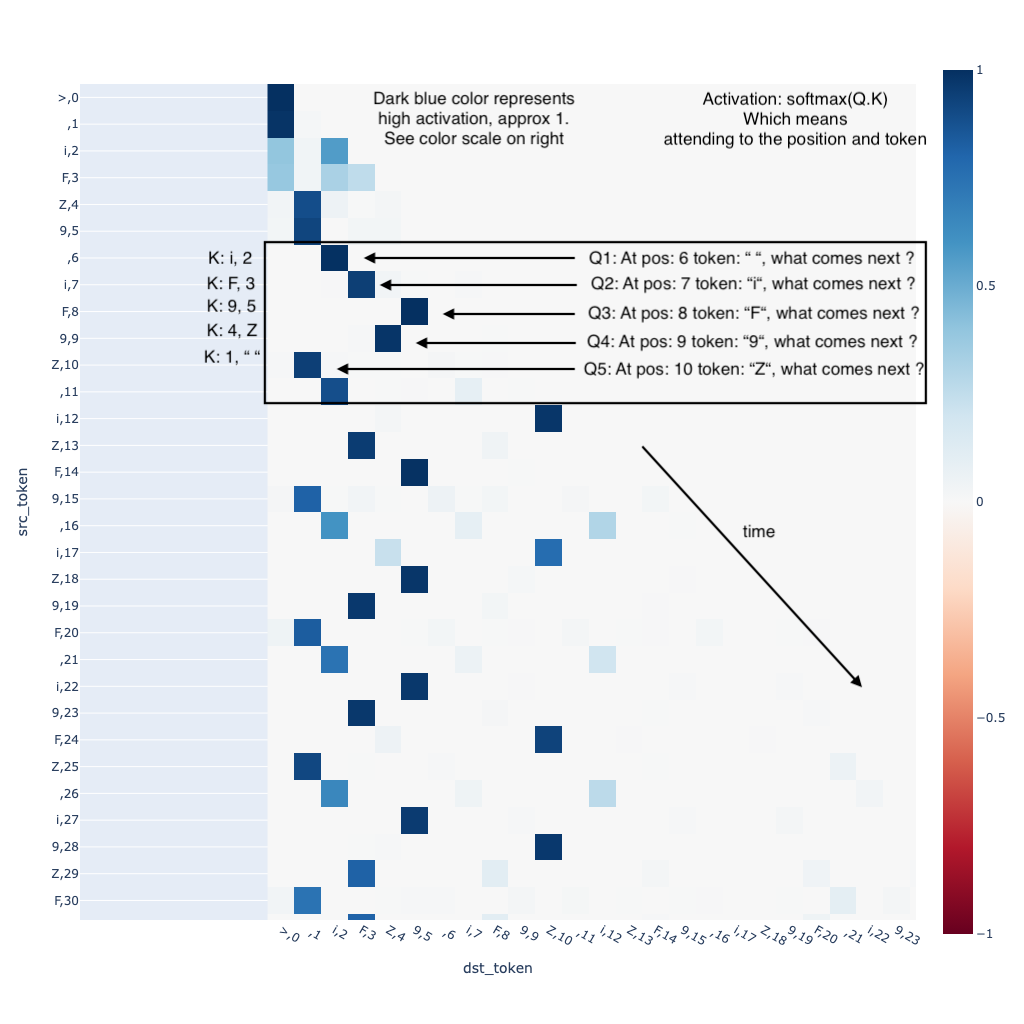 Dark blue color represents
high activation, approx 1.
See color scale on right
Activation: softmax(Q.K)
Which means
attending to the position and token
>,0
,1
i,2
F,3
Z,4
9,5
,6
i,7
F,8
9,9
Z,10
,11
i,12
Z,13
F,14
9,15
,16
i,17
Z,18
9,19
F,20
,21
i,22
9,23
F,24
Z,25
,26
i,27
9,28
Z,29
F,30
src_token
K: i, 2
K: F, 3
K: 9, 5
K: 4, Z
K: 1, “ “
Q1: At pos: 6 token: “ “, what comes next ?
Q2: At pos: 7 token: “i“, what comes next ?
Q3: At pos: 8 token: “F“, what comes next ?
Q4: At pos: 9 token: “9“, what comes next ?
Q5: At pos: 10 token: “Z“, what comes next ?
time
>,0
,1
i,2
F,3
Z,4
9,5
,6
i,7
F,8
9,9
Z,10
,11
i,12
Z,13
F,14
9,15
,16
i,17
Z,18
9,19
F,20
,21
i,22
9,23
dst_token
1
0.5
0
−0.5
−1